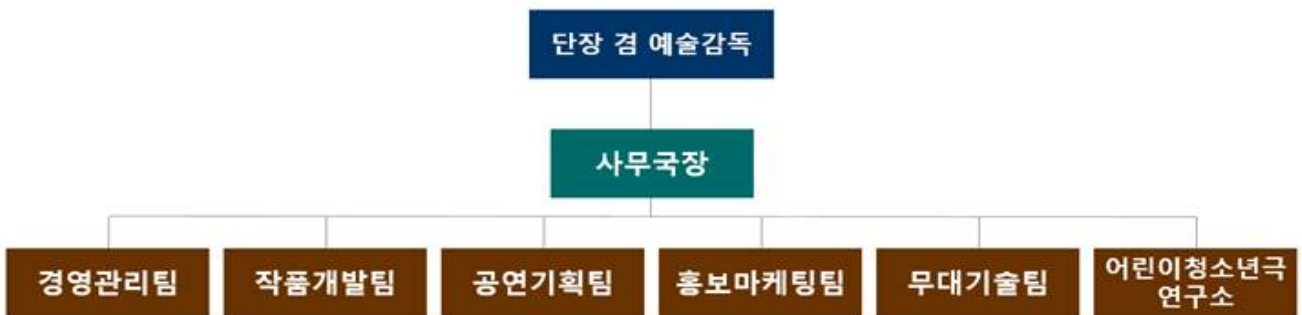 단장 겸 예술감독
사무국장
경영관리팀
작품개발팀
공연기획팀
홍보마케팅팀
무대기술팀
어린이청소년극
연구소